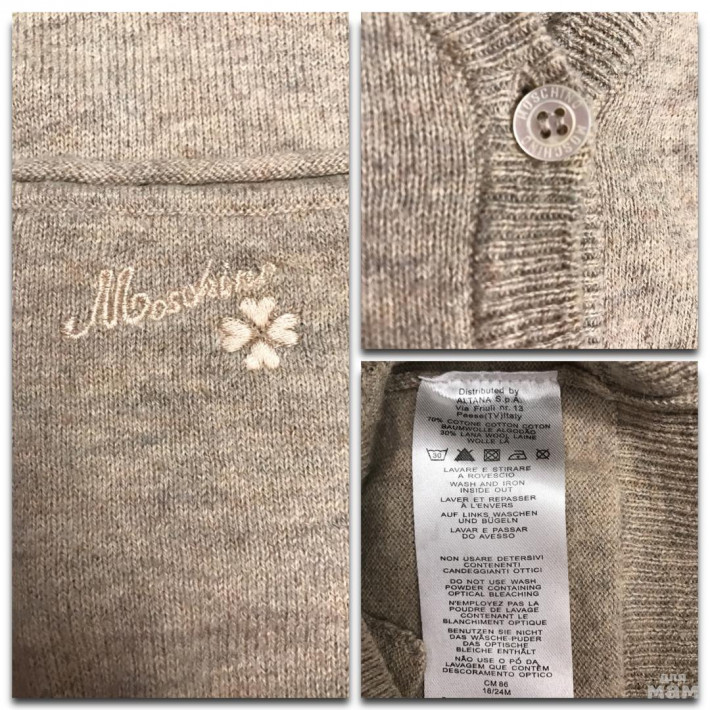 Moschino
MOSCHINO MOSCHINO
Distributed by
ALTANA S.p.A.
Via Friuli nr. 13
Paese(TV)Italy
70% COTONE COTTON COTON
BAUMWOLLE ALGODÃO
30% LANA WOOL LAINE
WOLLE LÃ
30
LAVARE E STIRARE
A ROVESCIO
WASH AND IRON
INSIDE OUT
LAVER ET REPASSER
À L'ENVERS
AUF LINKS WASCHEN
UND BÜGELN
LAVAR E PASSAR
DO AVESSO
NON USARE DETERSIVI
CONTENENTI
CANDEGGIANTI OTTICI
DO NOT USE WASH
POWDER CONTAINING
OPTICAL BLEACHING
N'EMPLOYEZ PAS LA
POUDRE DE LAVAGE
CONTENANT LE
BLANCHIMENT OPTIQUE
BENUTZEN SIE NICHT
DAS WÄSCHE-PUDER
DAS OPTISCHE
BLEICHE ENTHÄLT
NÃO USE O PÓ DA
LAVAGEM QUE CONTÉM
DESCORAMENTO OPTICO
CM 86
18/24M
для
мам